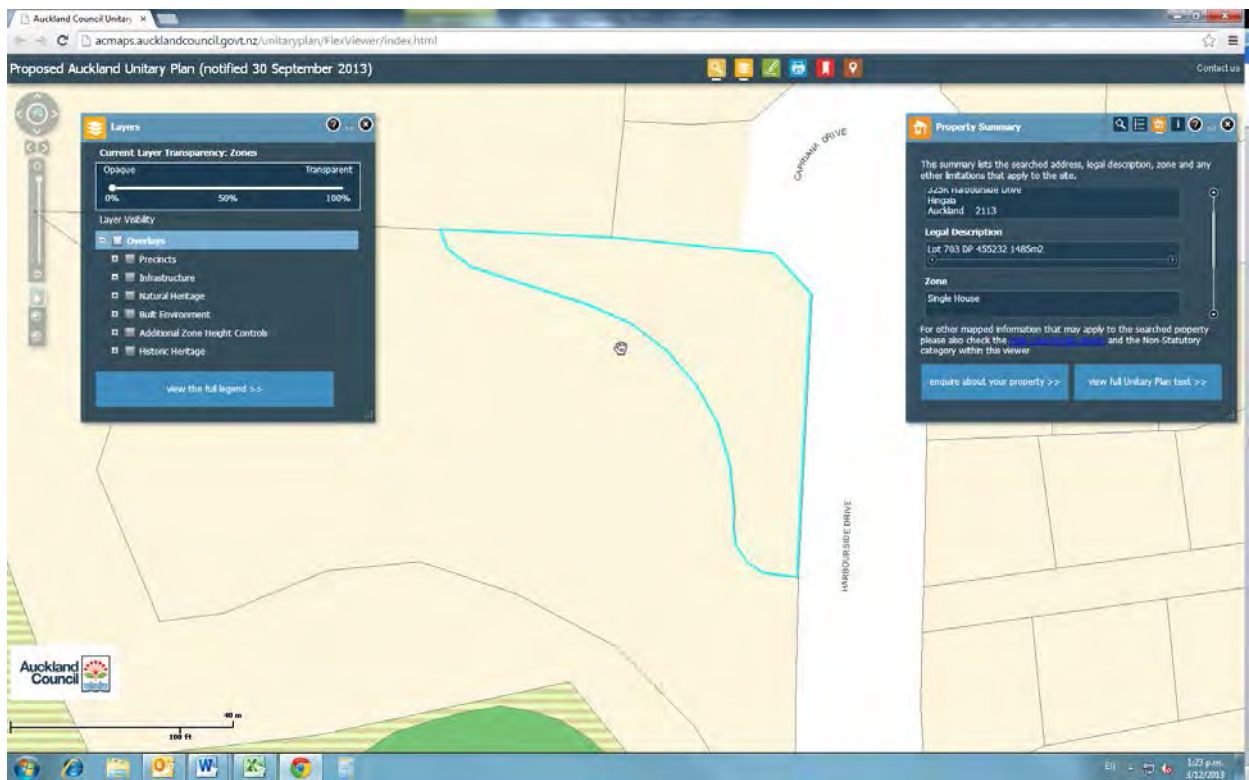 Auckland Council Unitary
acmaps.aucklandcouncil.govt.nz/unitaryplan/FlexViewer/index.html
Proposed Auckland Unitary Plan (notified 30 September 2013)
Contact us
Layers
Current Layer Transparency: Zones
Opaque Transparent
0% 50% 100%
Layer Visibility
Overlays
Precincts
Infrastructure
Natural Heritage
Built Environment
Additional Zone Height Controls
Historic Heritage
view the full legend >>
CAPRIANA DRIVE
HARBOURSIDE DRIVE
Property Summary
This summary lists the searched address, legal description, zone and any
other limitations that apply to the site.
325R Harbourside Drive
Hingaia
Auckland 2113
Legal Description
Lot 703 DP 455232 1485m2
Zone
Single House
For other mapped information that may apply to the searched property
please also check the and the Non-Statutory
category within this viewer
enquire about your property >>
view full Unitary Plan text >>
Auckland
Council
40 m
100 ft
EN
1:23 p.m.
3/12/2013